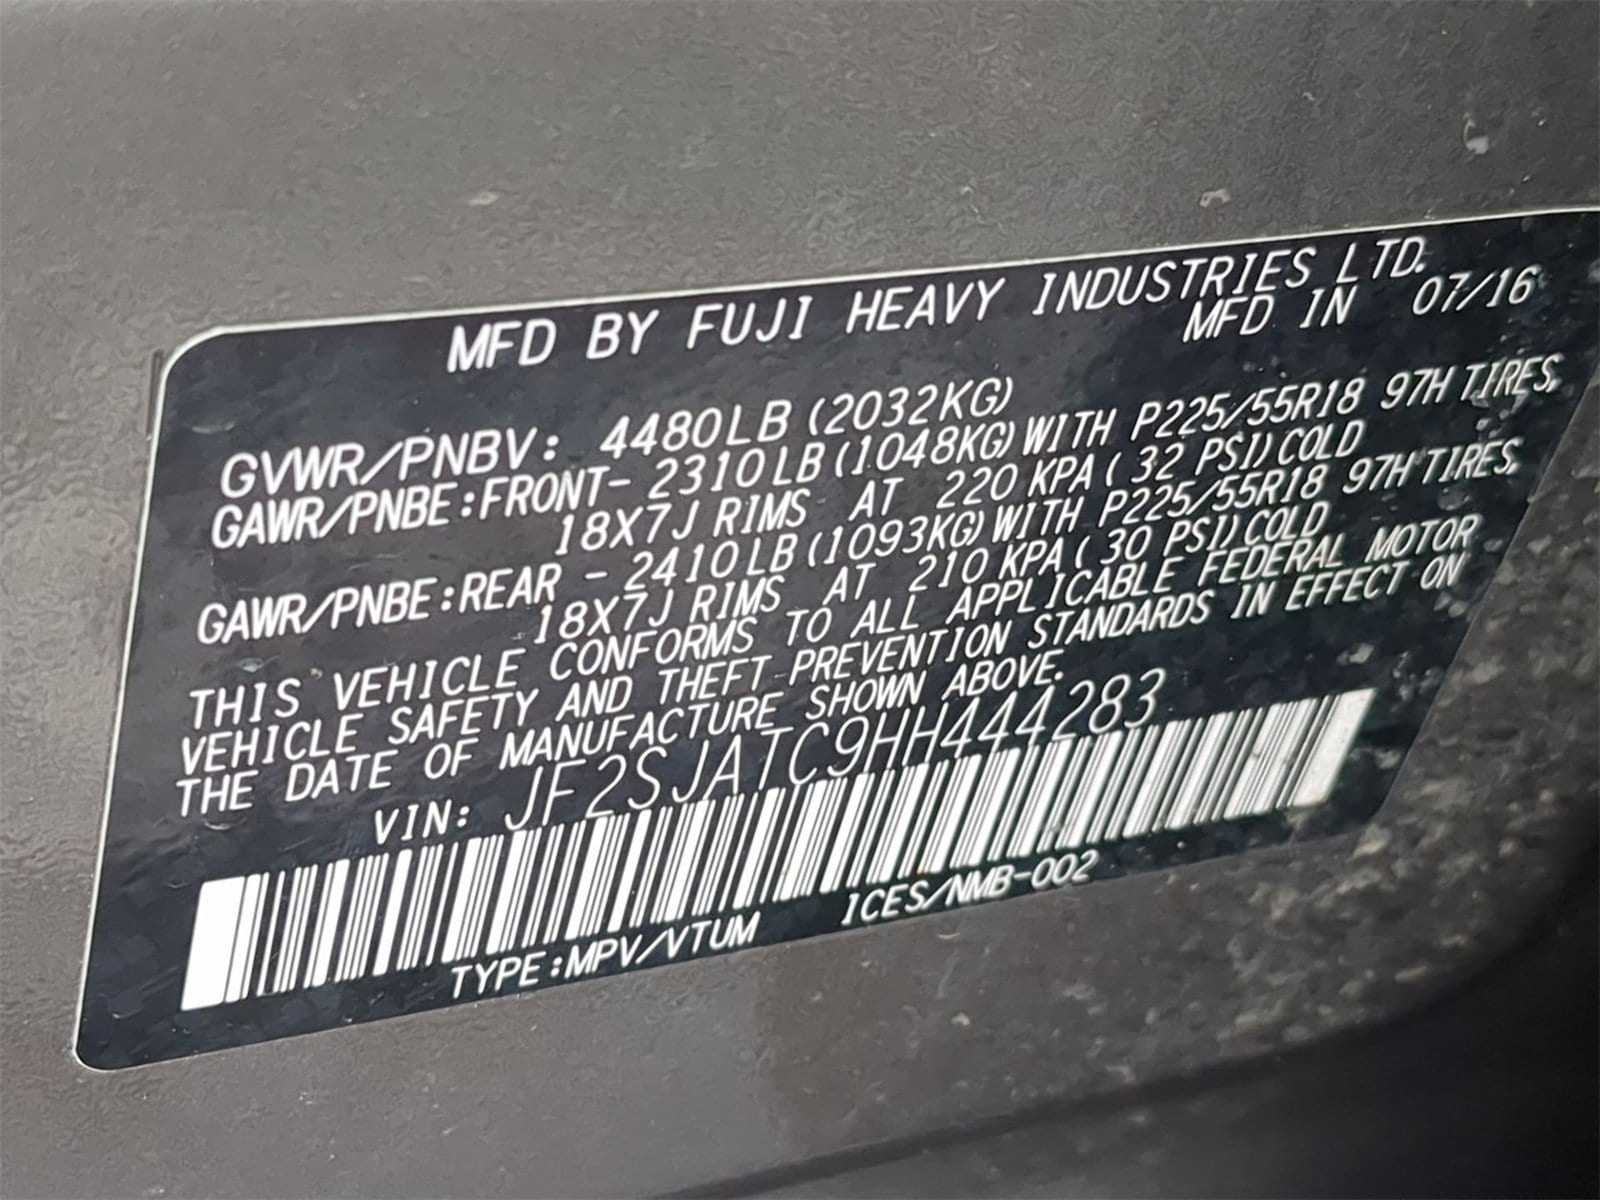 MFD BY FUJI HEAVY INDUSTRIES LTD.
MFD IN 07/16
GVWR/PNBV: 4480LB (2032KG)
GAWR/PNBE:FRONT- 2310LB (1048KG) WITH P225/55R18 97H TIRES,
18X7J RIMS AT 220 KPA ( 32 PSI) COLD
GAWR/PNBE:REAR - 2410LB (1093KG) WITH P225/55R18 97H TIRES,
18X7J RIMS AT 210 KPA ( 30 PSI) COLD
THIS VEHICLE CONFORMS TO ALL APPLICABLE FEDERAL MOTOR
VEHICLE SAFETY AND THEFT PREVENTION STANDARDS IN EFFECT ON
THE DATE OF MANUFACTURE SHOWN ABOVE.
VIN: JF2SJATC9HH444283
TYPE:MPV/VTUM ICES/NMB-002